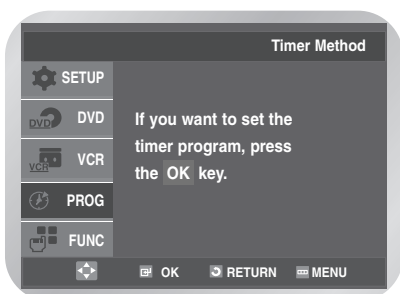 Timer Method
SETUP
DVD DVD
VCR VCR
PROG
FUNC
If you want to set the
timer program, press
the OK key.
OK RETURN MENU